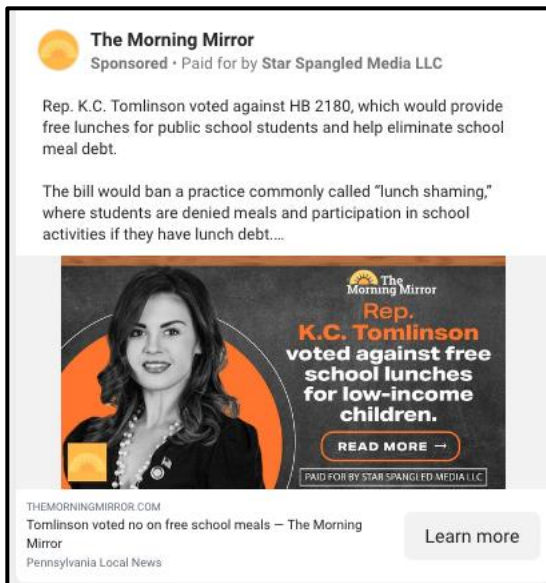 The Morning Mirror
Sponsored • Paid for by Star Spangled Media LLC
Rep. K.C. Tomlinson voted against HB 2180, which would provide
free lunches for public school students and help eliminate school
meal debt.
The bill would ban a practice commonly called “lunch shaming,”
where students are denied meals and participation in school
activities if they have lunch debt....
The
Morning Mirror
Rep.
K.C. Tomlinson
voted against free
school lunches
for low-income
children.
READ MORE →
PAID FOR BY STAR SPANGLED MEDIA LLC
THEMORNINGMIRROR.COM
Tomlinson voted no on free school meals — The Morning
Mirror
Pennsylvania Local News
Learn more